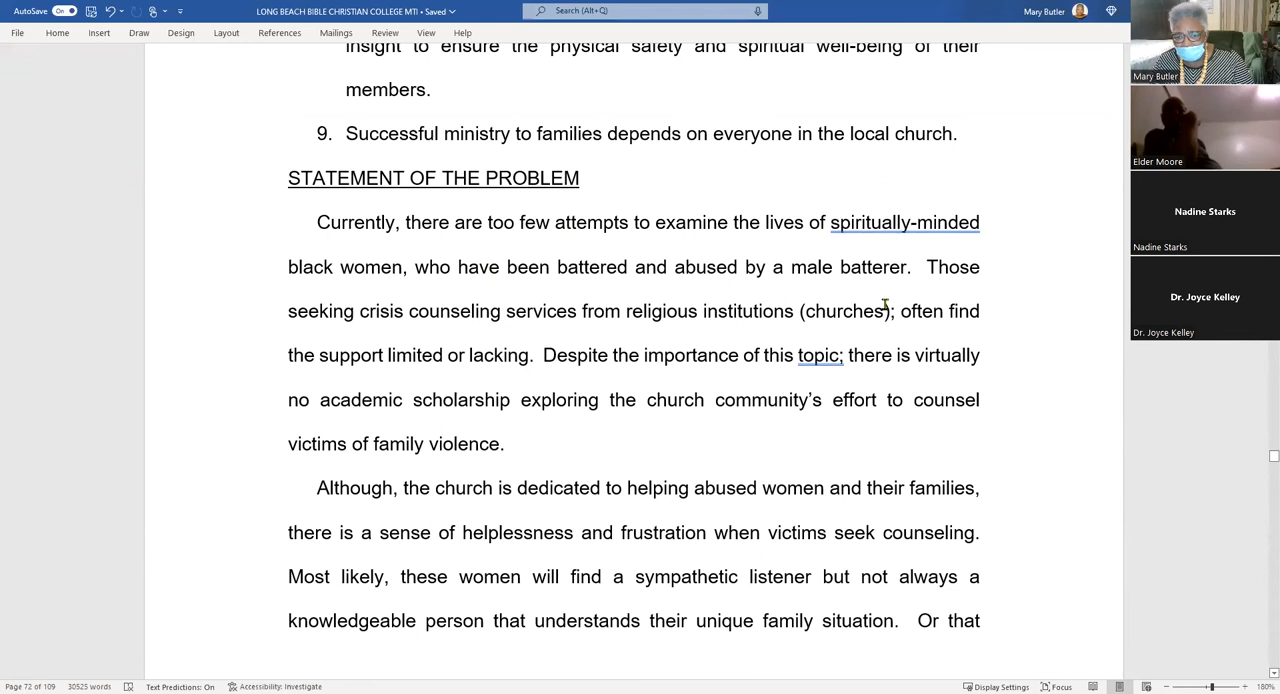 AutoSave On LONG BEACH BIBLE CHRISTIAN COLLEGE MTI • Saved Search (Alt+Q) Mary Butler
File Home Insert Draw Design Layout References Mailings Review View Help
insight to ensure the physical safety and spiritual well-being of their
members.
9. Successful ministry to families depends on everyone in the local church.
STATEMENT OF THE PROBLEM
Currently, there are too few attempts to examine the lives of spiritually-minded
black women, who have been battered and abused by a male batterer. Those
seeking crisis counseling services from religious institutions (churches); often find
the support limited or lacking. Despite the importance of this topic; there is virtually
no academic scholarship exploring the church community's effort to counsel
victims of family violence.
Although, the church is dedicated to helping abused women and their families,
there is a sense of helplessness and frustration when victims seek counseling.
Most likely, these women will find a sympathetic listener but not always a
knowledgeable person that understands their unique family situation. Or that
Page 72 of 109 30525 words Text Predictions: On Accessibility: Investigate Display Settings Focus 180%
Mary Butler
Elder Moore
Nadine Starks
Nadine Starks
Dr. Joyce Kelley
Dr. Joyce Kelley